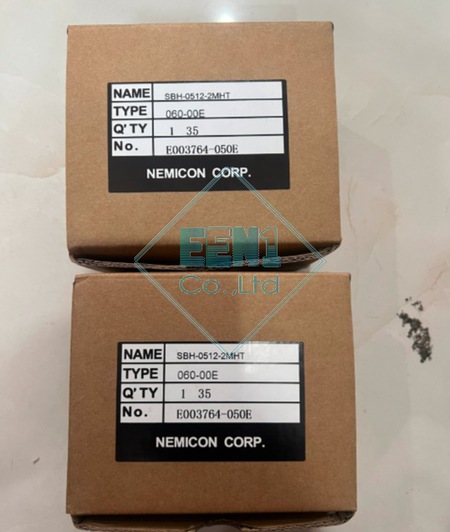 NAME SBH-0512-2MHT
TYPE 060-00E
Q'TY 1 35
No. E003764-050E
NEMICON CORP.
EEN1
Co.,Ltd
NAME SBH-0512-2MHT
TYPE 060-00E
Q'TY 1 35
No. E003764-050E
NEMICON CORP.